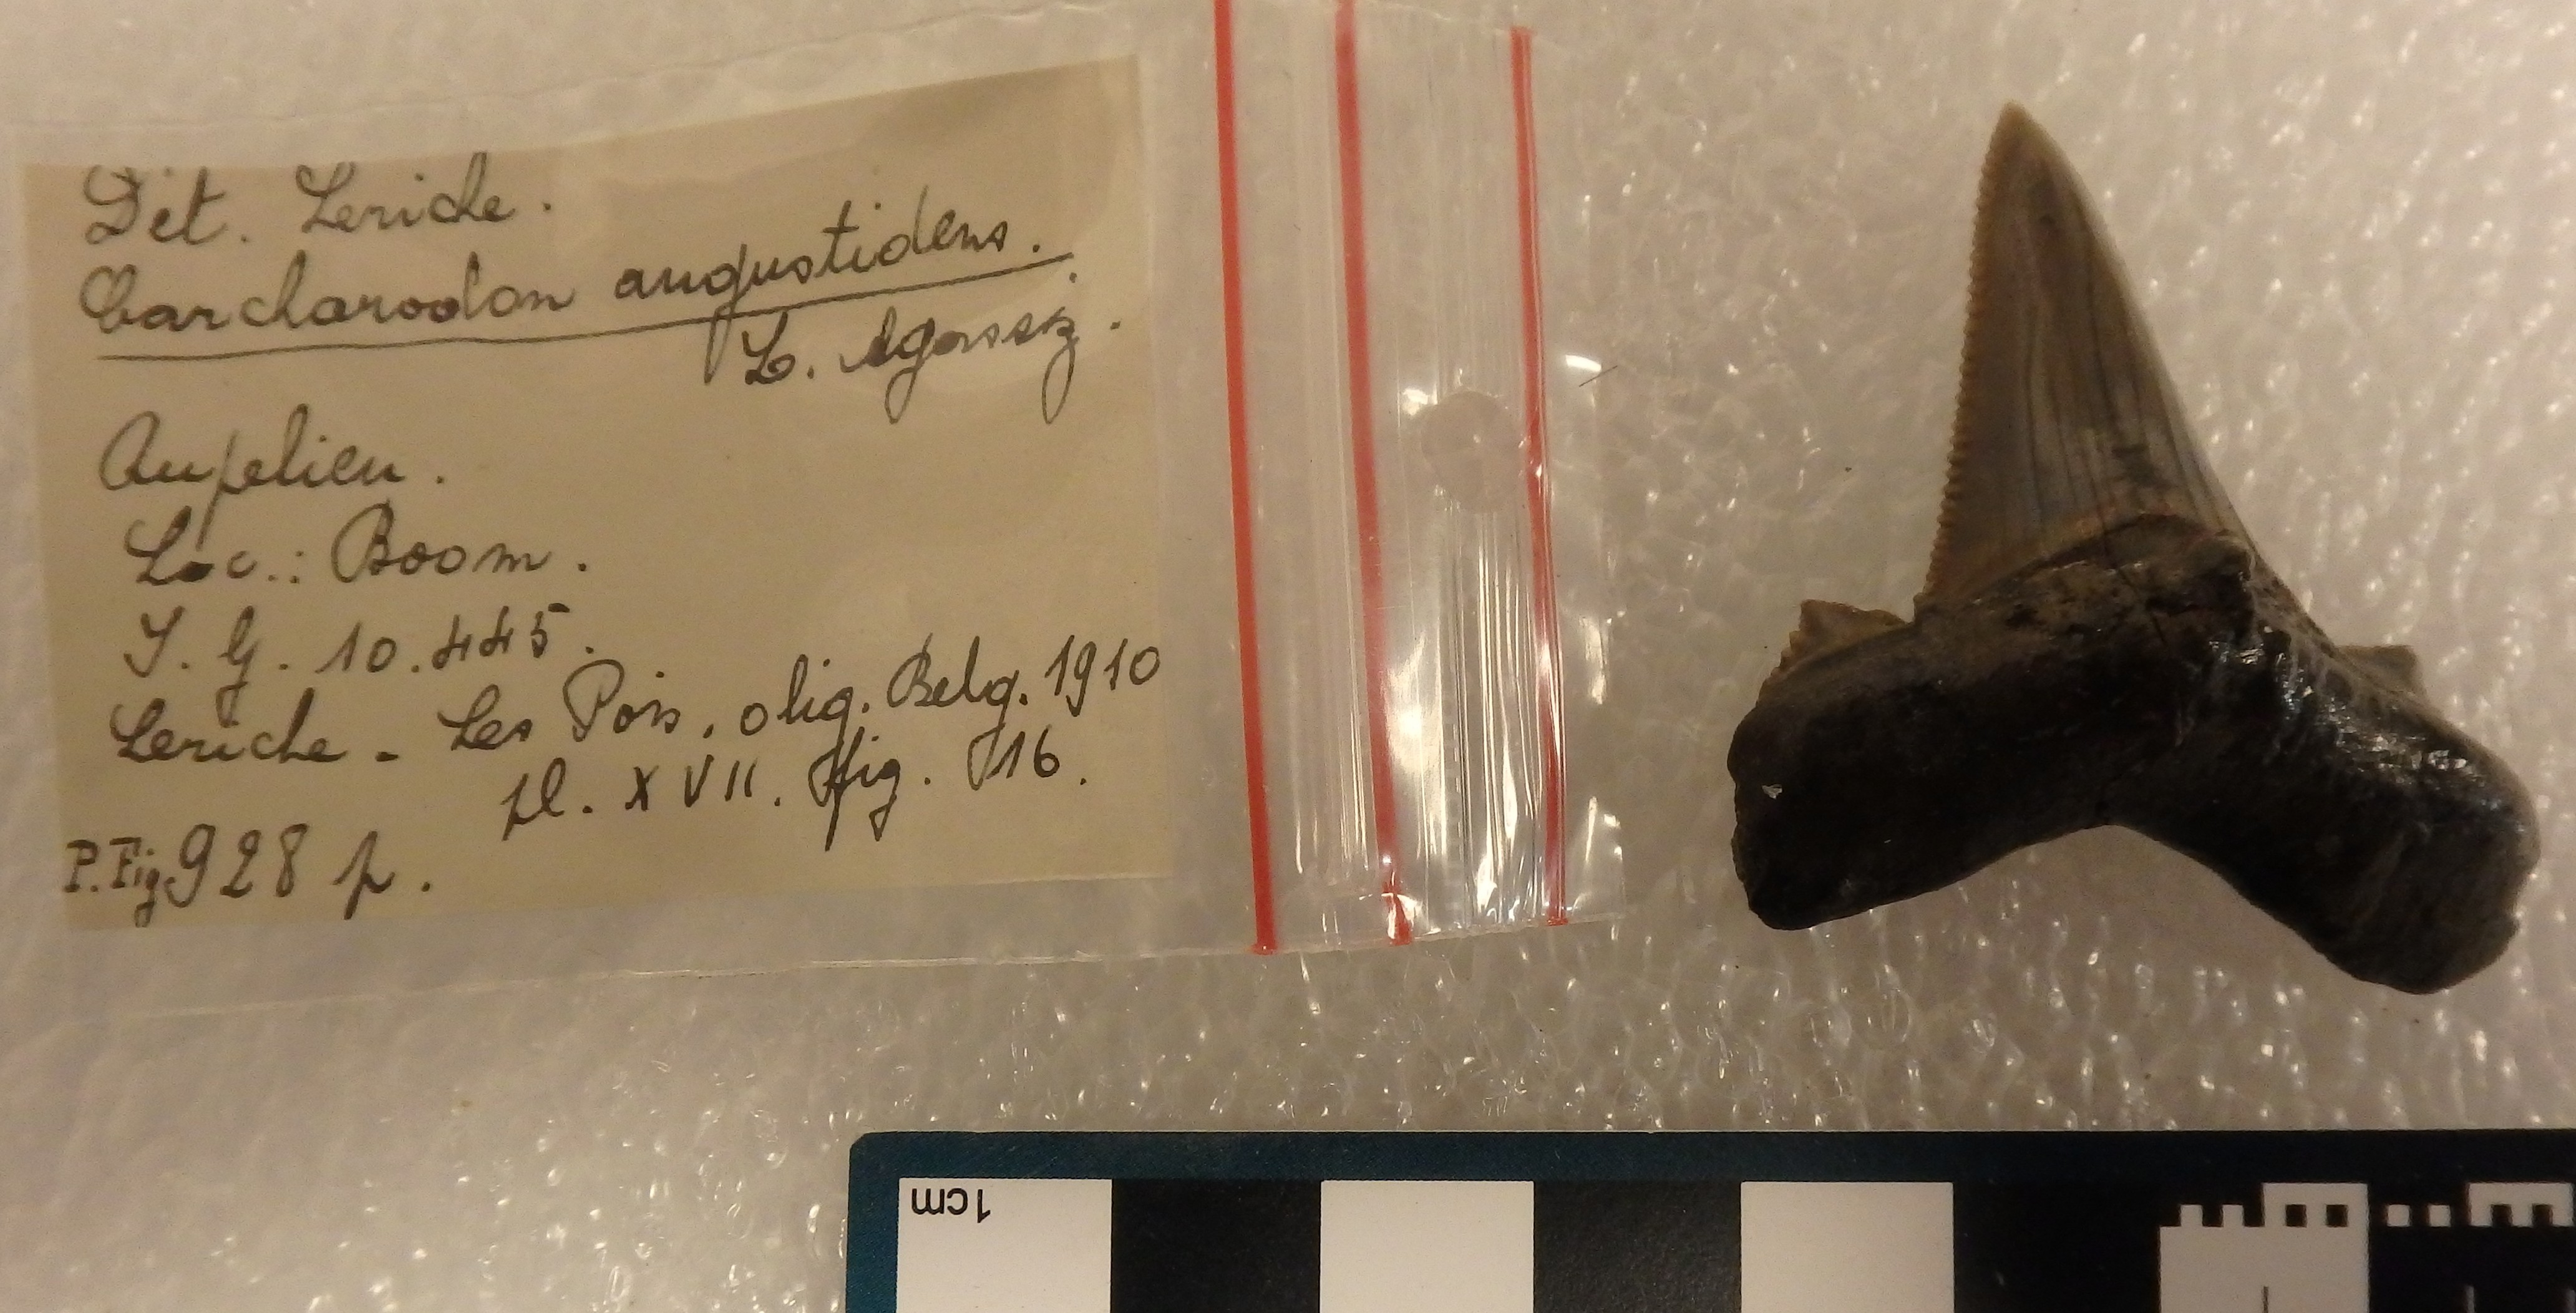 Dét. Leriche.
Carcharodon angustidens.
L. Agassiz.
Rupelien.
Loc.: Boom.
I. G. 10.445.
Leriche - Les Pois. olig. Belg. 1910
pl. XVII. fig. 16.
P.Fig 928 p.
1cm